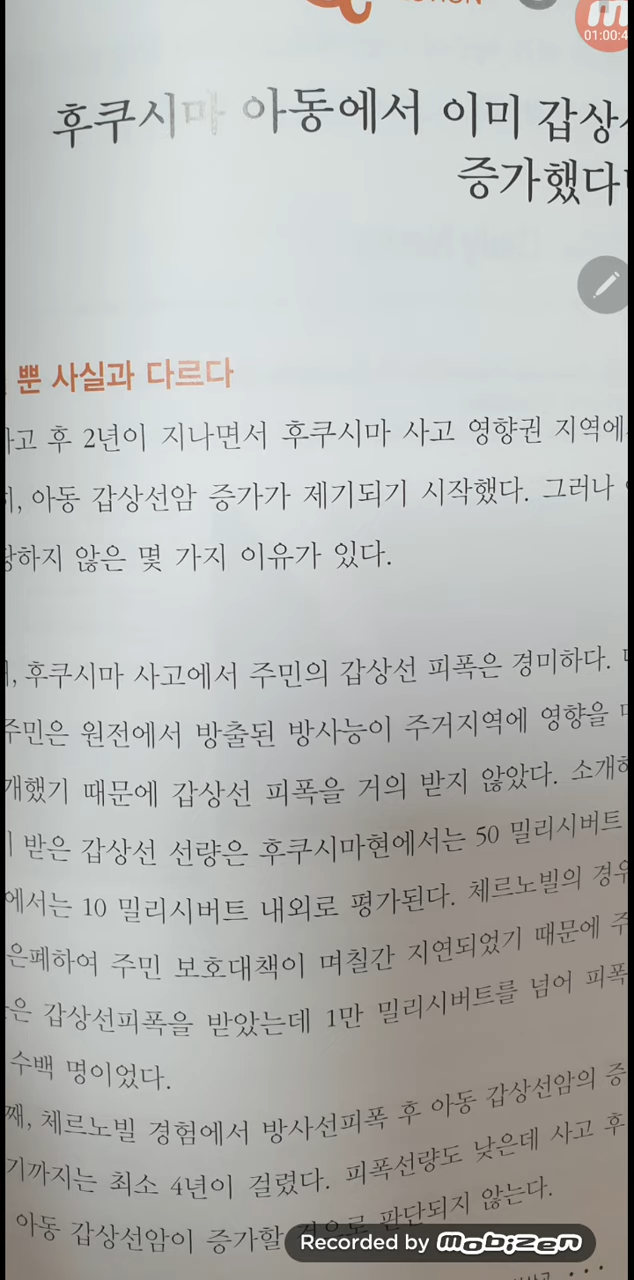 01:00:4
후쿠시마 아동에서 이미 갑상
증가했다
뿐 사실과 다르다
사고 후 2년이 지나면서 후쿠시마 사고 영향권 지역에
아동 갑상선암 증가가 제기되기 시작했다. 그러나
않은 몇 가지 이유가 있다.
후쿠시마 사고에서 주민의 갑상선 피폭은 경미하다.
주민은 원전에서 방출된 방사능이 주거지역에 영향을
개했기 때문에 갑상선 피폭을 거의 받지 않았다. 소개하
받은 갑상선 선량은 후쿠시마현에서는 50 밀리시버트
에서는 10 밀리시버트 내외로 평가된다. 체르노빌의 경우
은폐하여 주민 보호대책이 며칠간 지연되었기 때문에 주
은 갑상선피폭을 받았는데 1만 밀리시버트를 넘어 피폭
수백 명이었다.
째, 체르노빌 경험에서 방사선피폭 후 아동 갑상선암의 증
기까지는 최소 4년이 걸렸다. 피폭선량도 낮은데 사고 후
아동 갑상선암이 증가할 것으로 판단되지 않는다.
Recorded by mobizen